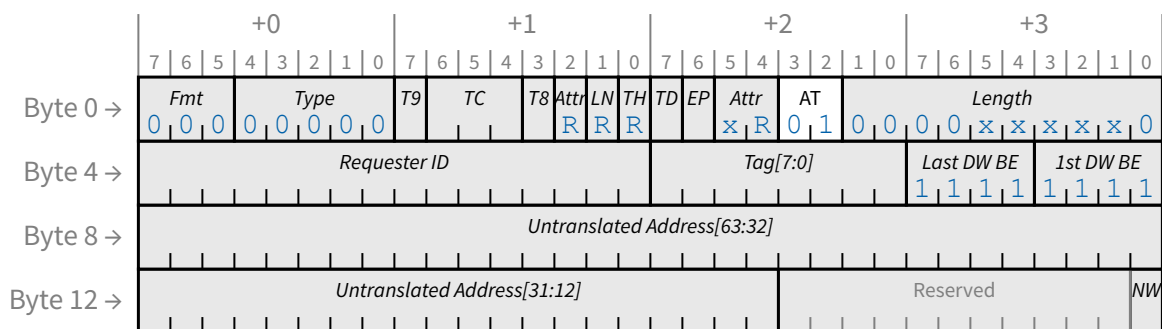 +0 +1 +2 +3
7 6 5 4 3 2 1 0 7 6 5 4 3 2 1 0 7 6 5 4 3 2 1 0 7 6 5 4 3 2 1 0
Byte 0 → Fmt Type T9 TC T8 Attr LN TH TD EP Attr AT Length
0 0 0 0 0 0 0 0 R R R x R 0 1 0 0 0 0 x x x x x 0
Byte 4 → Requester ID Tag[7:0] Last DW BE 1st DW BE
1 1 1 1 1 1 1 1
Byte 8 → Untranslated Address[63:32]
Byte 12 → Untranslated Address[31:12] Reserved NW